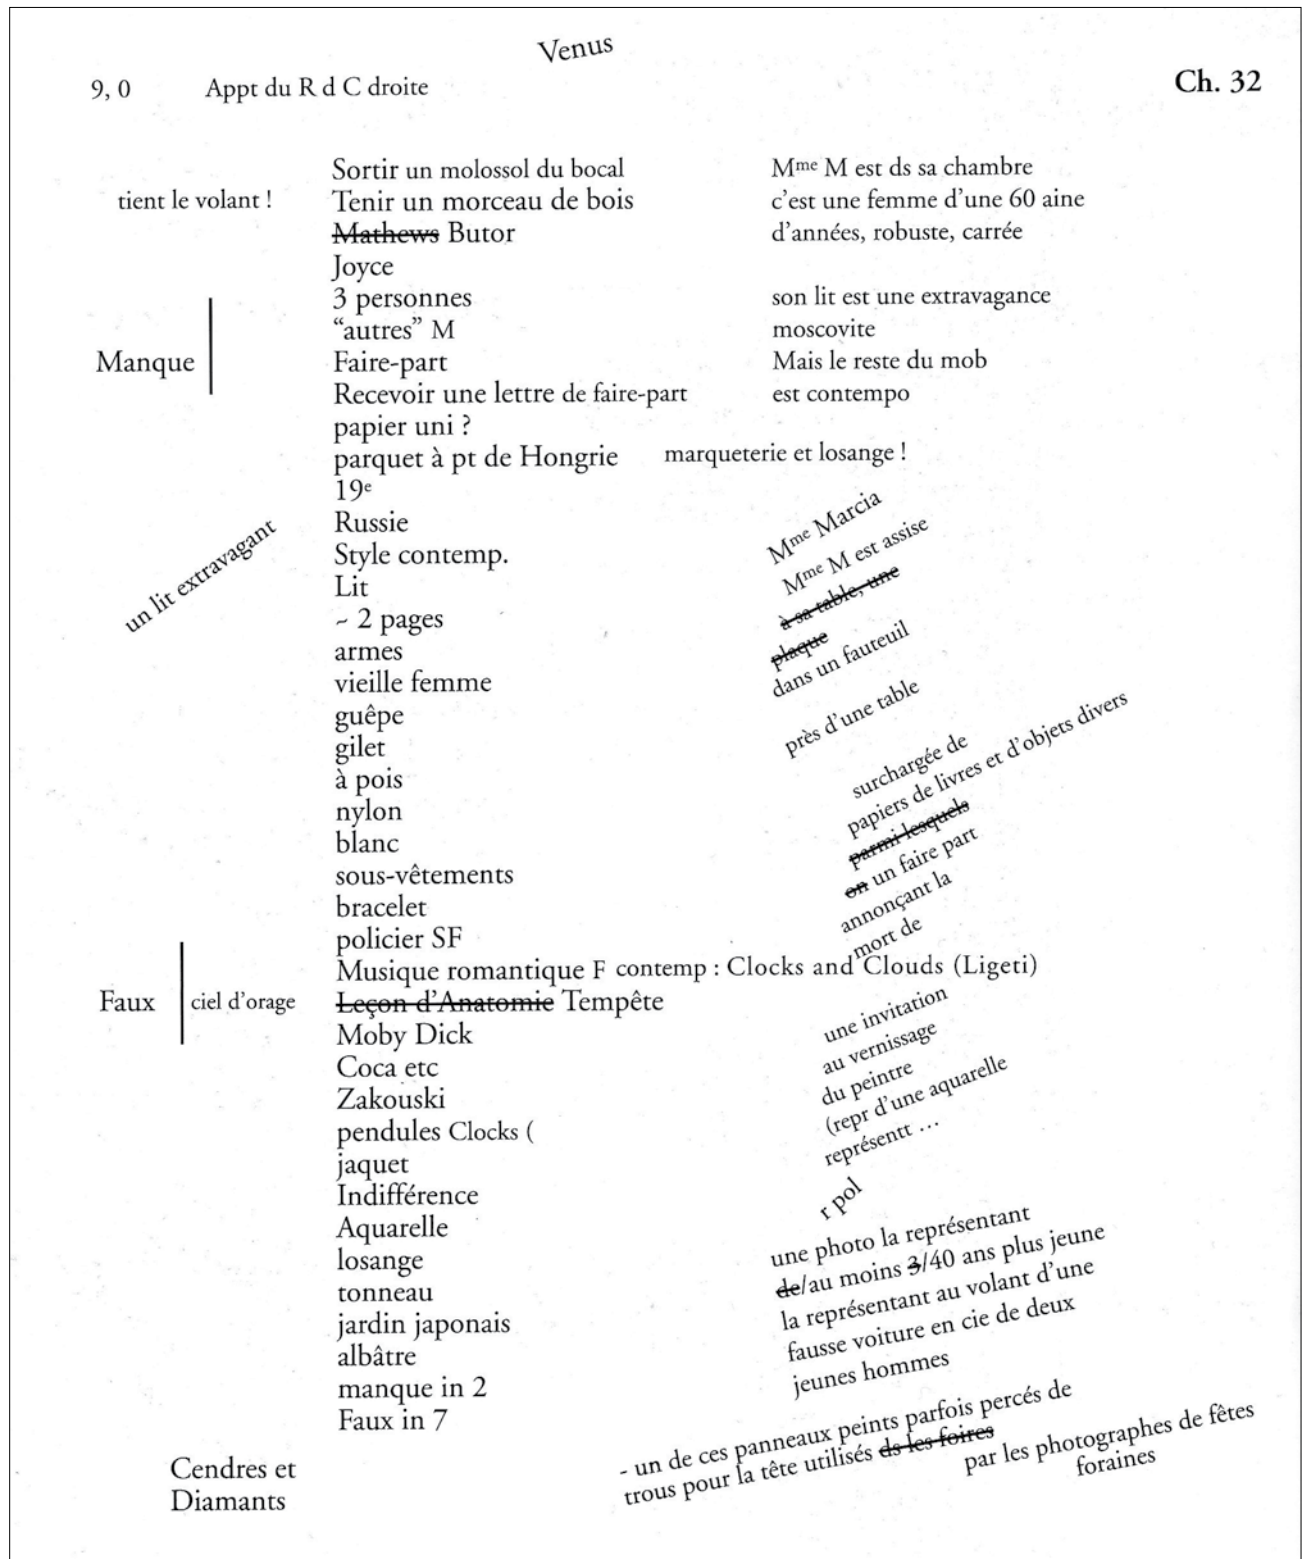 Venus
9, 0 Appt du R d C droite Ch. 32
Sortir un molossol du bocal
tient le volant ! Tenir un morceau de bois
Mathews Butor
Joyce
3 personnes
“autres” M
Manque Faire-part
Recevoir une lettre de faire-part
papier uni ?
parquet à pt de Hongrie marqueterie et losange !
19e
Russie
Style contemp.
un lit extravagant
Lit
~ 2 pages
armes
vieille femme
guêpe
gilet
à pois
nylon
blanc
sous-vêtements
bracelet
policier SF
Musique romantique F contemp : Clocks and Clouds (Ligeti)
Faux ciel d’orage Leçon d’Anatomie Tempête
Moby Dick
Coca etc
Zakouski
pendules Clocks (
jaquet
Indifférence
Aquarelle
losange
tonneau
jardin japonais
albâtre
manque in 2
Faux in 7
Cendres et
Diamants
Mme M est ds sa chambre
c’est une femme d’une 60 aine
d’années, robuste, carrée
son lit est une extravagance
moscovite
Mais le reste du mob
est contempo
Mme Marcia
Mme M est assise
à sa table, une
plaque
dans un fauteuil
près d’une table
surchargée de
papiers de livres et d’objets divers
parmi lesquels
on un faire part
annonçant la
mort de
une invitation
au vernissage
du peintre
(repr d’une aquarelle
représentt …
r pol
une photo la représentant
de/au moins 3/40 ans plus jeune
la représentant au volant d’une
fausse voiture en cie de deux
jeunes hommes
- un de ces panneaux peints parfois percés de
trous pour la tête utilisés ds les foires par les photographes de fêtes
foraines